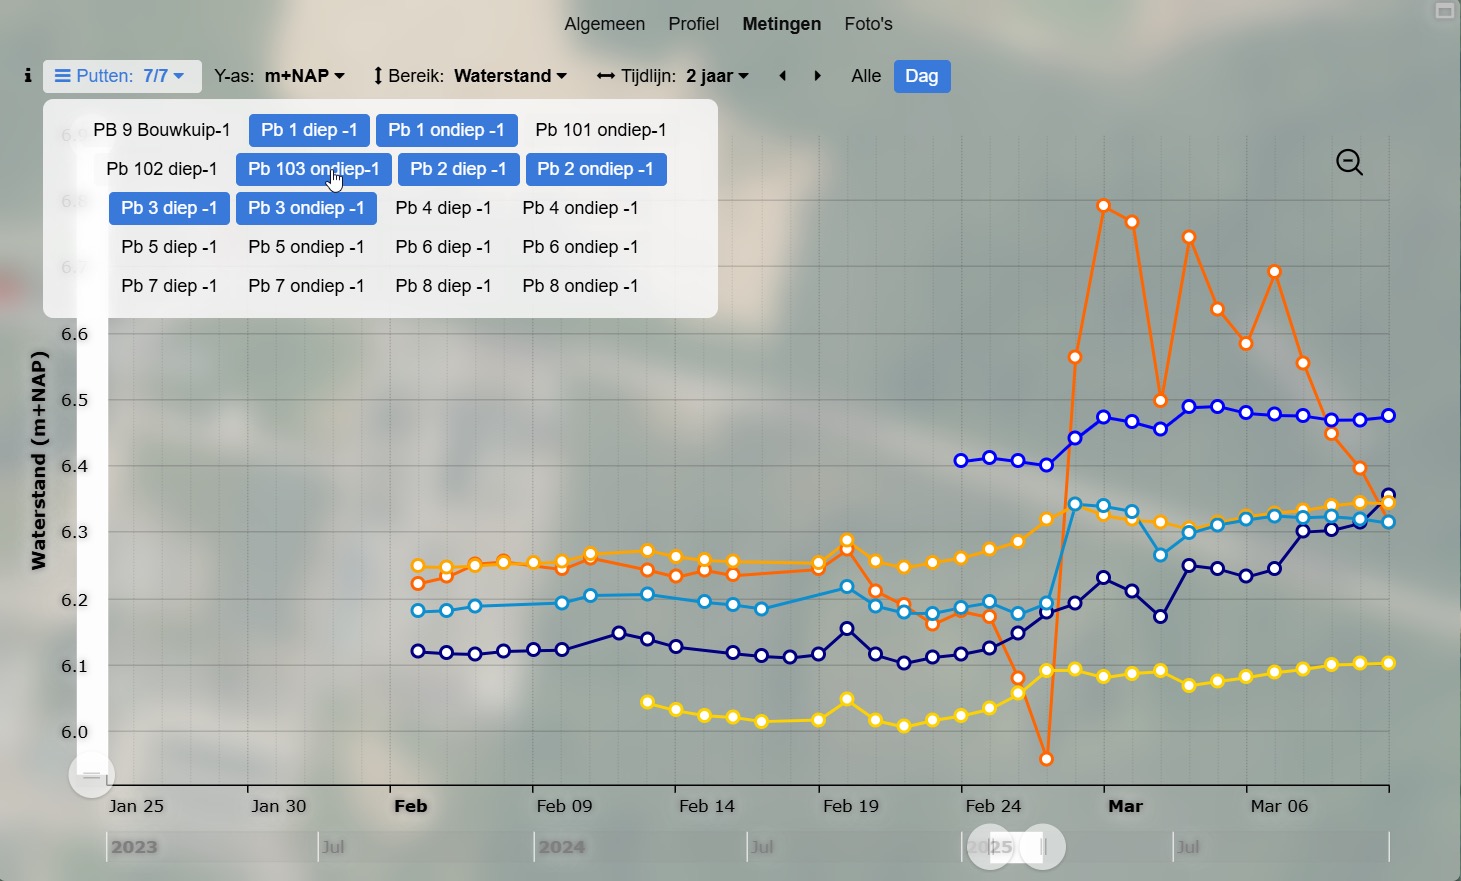 Algemeen Profiel Metingen Foto's
i Putten: 7/7 Y-as: m+NAP Bereik: Waterstand Tijdlijn: 2 jaar Alle Dag
PB 9 Bouwkuip-1 Pb 1 diep -1 Pb 1 ondiep -1 Pb 101 ondiep-1
Pb 102 diep-1 Pb 103 ondiep-1 Pb 2 diep -1 Pb 2 ondiep -1
Pb 3 diep -1 Pb 3 ondiep -1 Pb 4 diep -1 Pb 4 ondiep -1
Pb 5 diep -1 Pb 5 ondiep -1 Pb 6 diep -1 Pb 6 ondiep -1
Pb 7 diep -1 Pb 7 ondiep -1 Pb 8 diep -1 Pb 8 ondiep -1
6.9
6.8
6.7
6.6
6.5
6.4
6.3
6.2
6.1
6.0
Waterstand (m+NAP)
Jan 25 Jan 30 Feb Feb 09 Feb 14 Feb 19 Feb 24 Mar Mar 06
2023 Jul 2024 Jul 2025 Jul